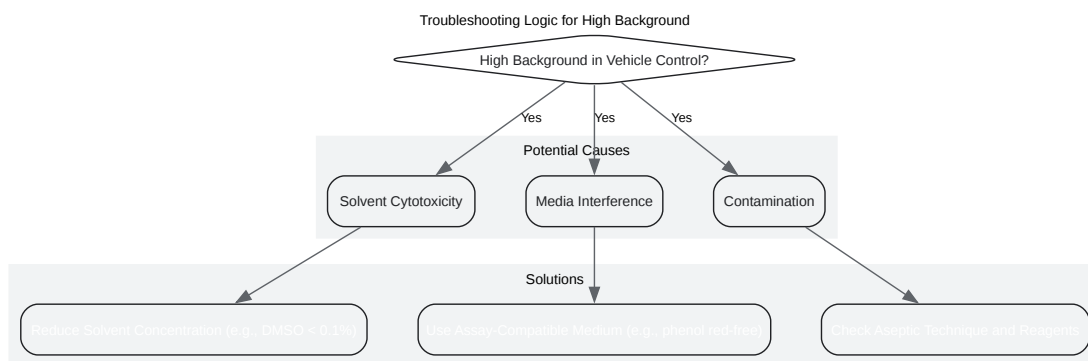 Troubleshooting Logic for High Background
High Background in Vehicle Control?
Yes Yes Yes
Potential Causes
Solvent Cytotoxicity Media Interference Contamination
Solutions
Reduce Solvent Concentration (e.g., DMSO < 0.1%) Use Assay-Compatible Medium (e.g., phenol red-free) Check Aseptic Technique and Reagents